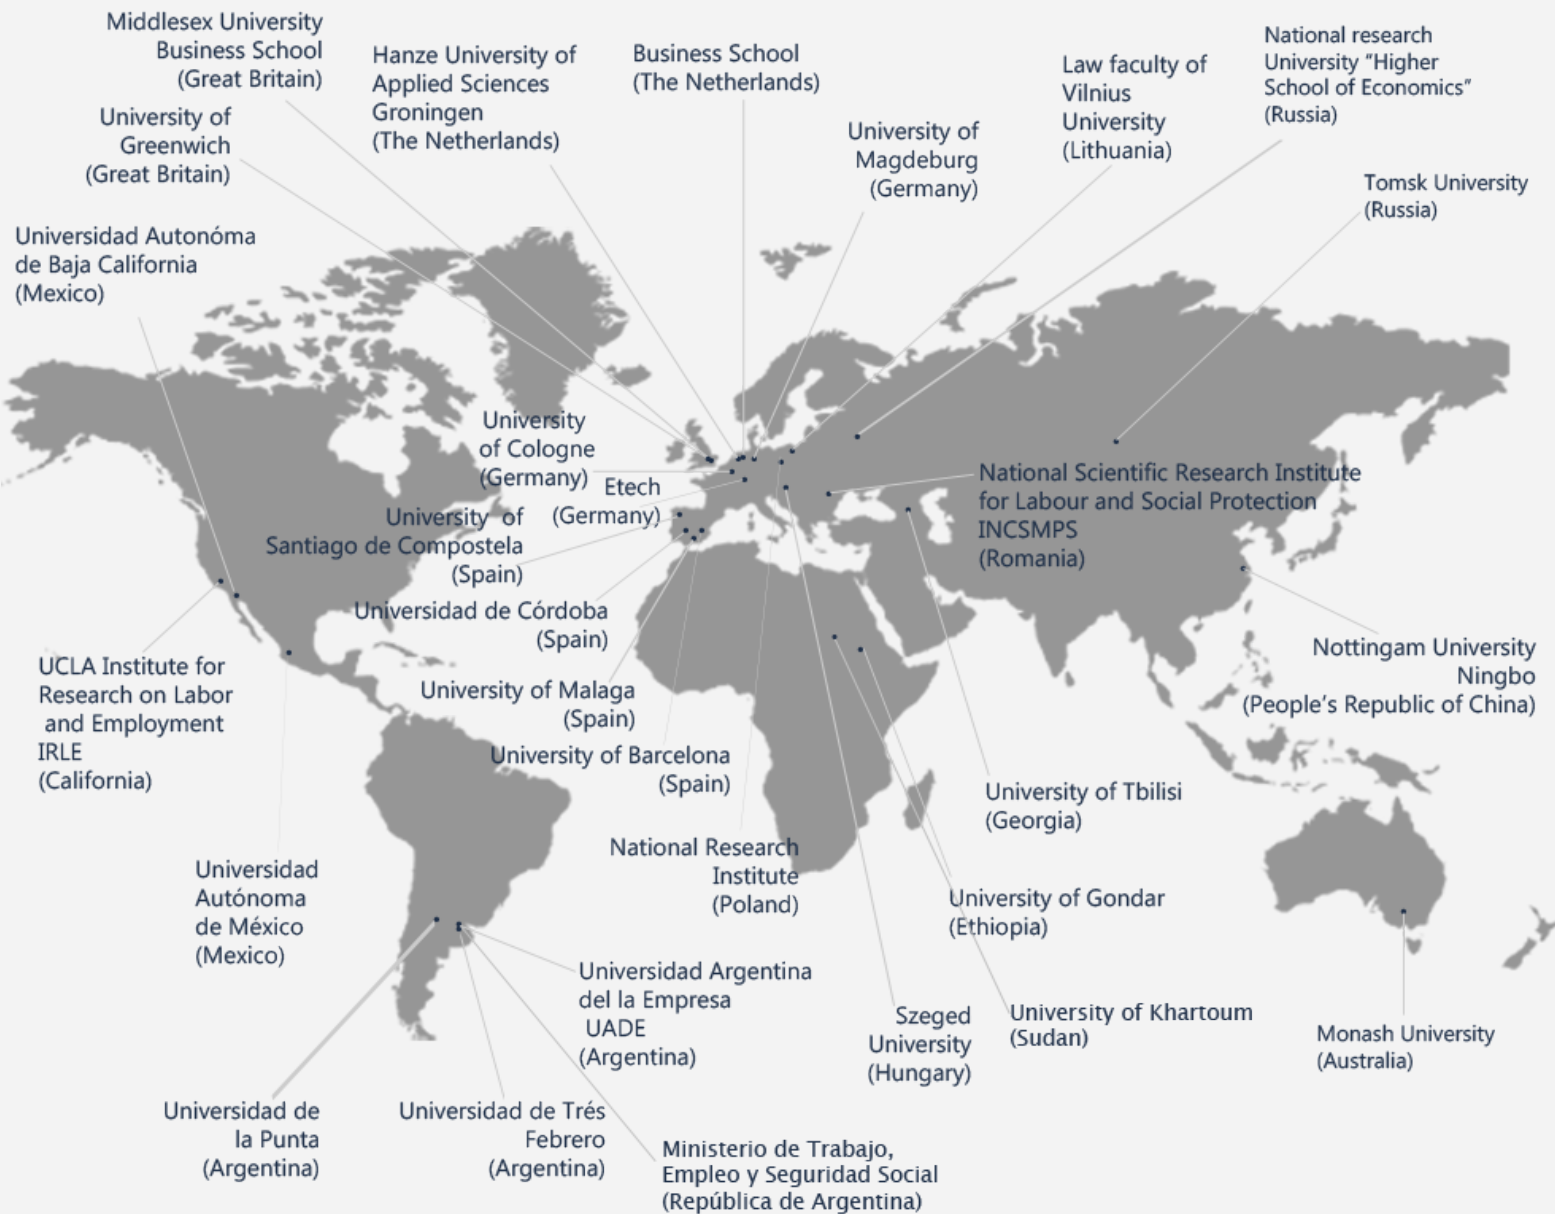 Middlesex University
Business School
(Great Britain)
Hanze University of
Applied Sciences
Groningen
(The Netherlands)
Business School
(The Netherlands)
Law faculty of
Vilnius
University
(Lithuania)
National research
University "Higher
School of Economics"
(Russia)
University of
Greenwich
(Great Britain)
University of
Magdeburg
(Germany)
Tomsk University
(Russia)
Universidad Autonóma
de Baja California
(Mexico)
University
of Cologne
(Germany)
Etech
(Germany)
National Scientific Research Institute
for Labour and Social Protection
INCSMPS
(Romania)
University of
Santiago de Compostela
(Spain)
Universidad de Córdoba
(Spain)
UCLA Institute for
Research on Labor
and Employment
IRLE
(California)
University of Malaga
(Spain)
Nottingam University
Ningbo
(People's Republic of China)
University of Barcelona
(Spain)
University of Tbilisi
(Georgia)
National Research
Institute
(Poland)
Universidad
Autónoma
de México
(Mexico)
University of Gondar
(Ethiopia)
Universidad Argentina
del la Empresa
UADE
(Argentina)
Szeged
University
(Hungary)
University of Khartoum
(Sudan)
Monash University
(Australia)
Universidad de
la Punta
(Argentina)
Universidad de Trés
Febrero
(Argentina)
Ministerio de Trabajo,
Empleo y Seguridad Social
(República de Argentina)